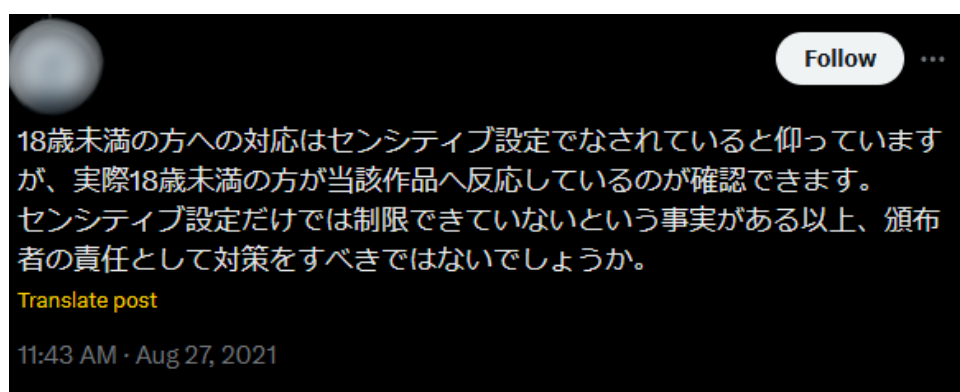 Follow
18歳未満の方への対応はセンシティブ設定でなされていると仰っています
が、実際18歳未満の方が当該作品へ反応しているのが確認できます。
センシティブ設定だけでは制限できていないという事実がある以上、頒布
者の責任として対策をすべきではないでしょうか。
Translate post
11:43 AM · Aug 27, 2021